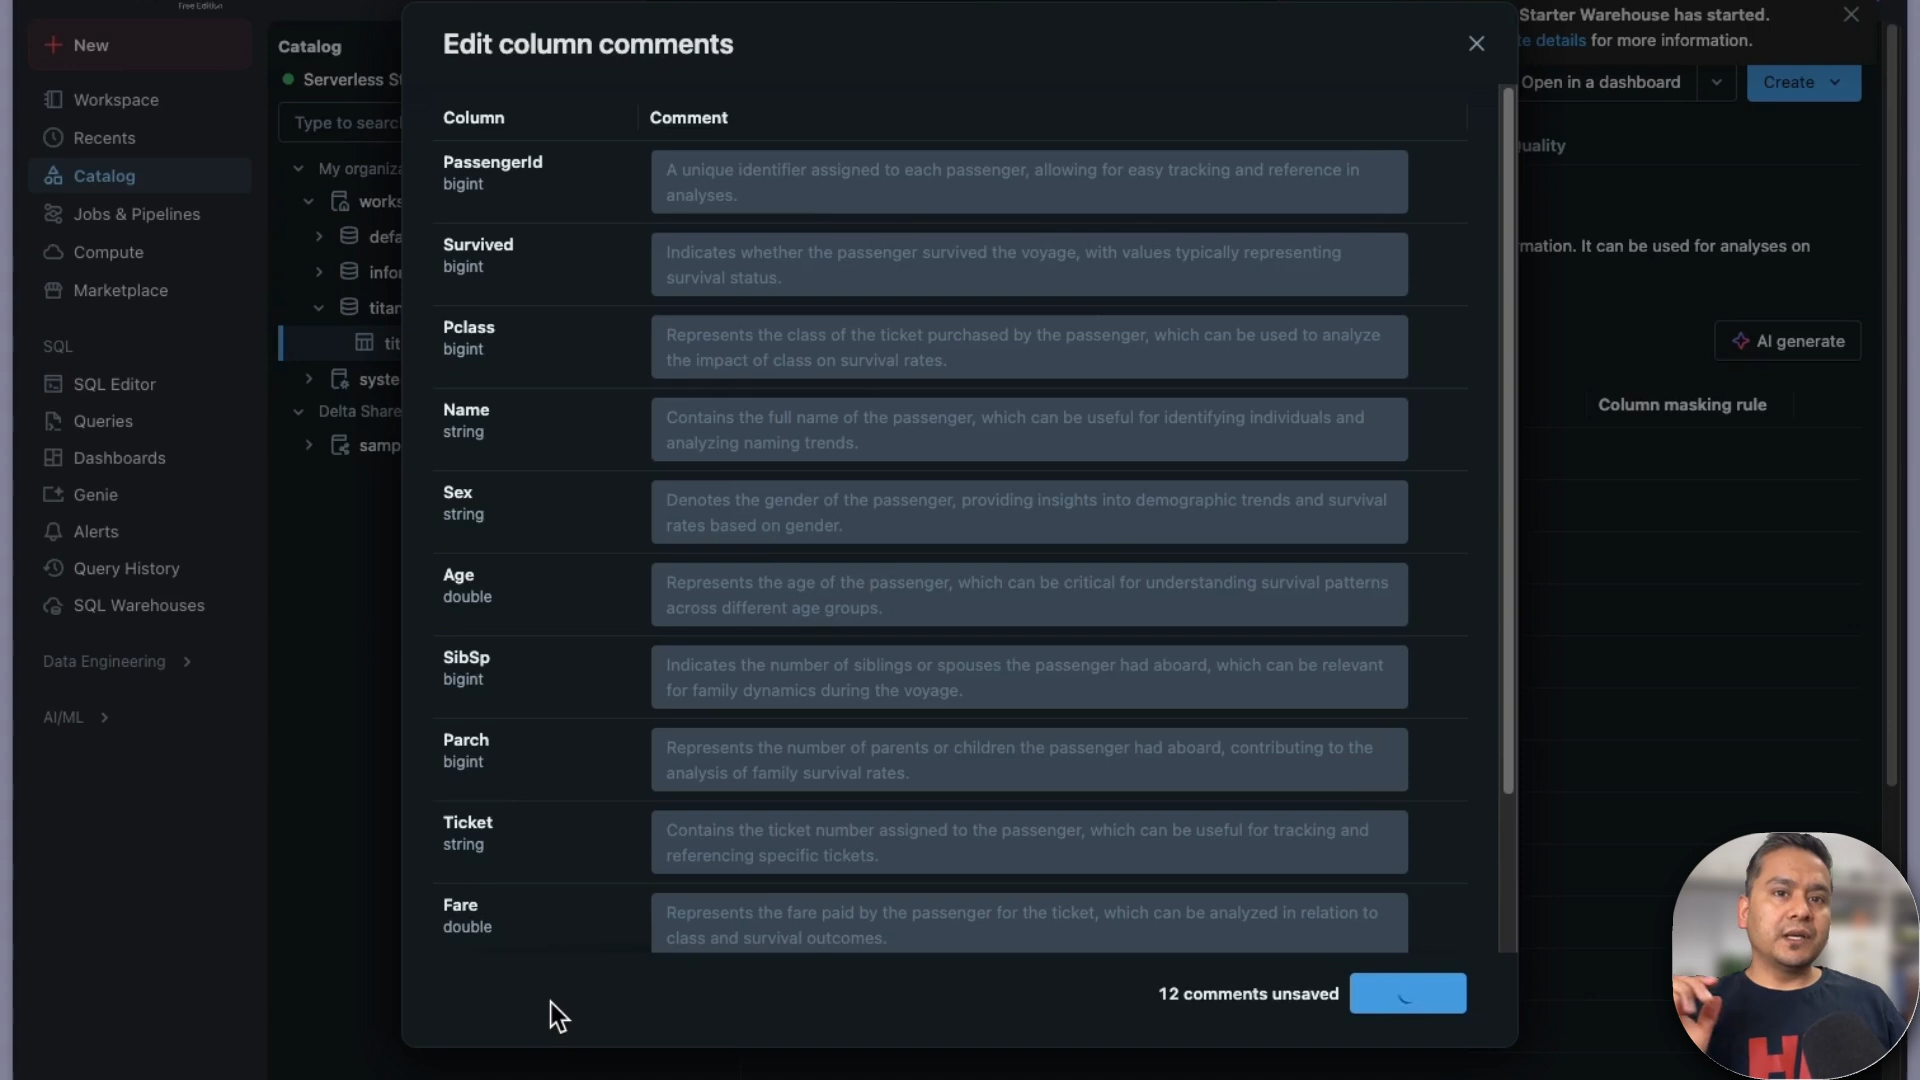 Free Edition
New
Workspace
Recents
Catalog
Jobs & Pipelines
Compute
Marketplace
SQL
SQL Editor
Queries
Dashboards
Genie
Alerts
Query History
SQL Warehouses
Data Engineering
AI/ML
Catalog
Serverless St
Type to searc
My organiza
works
defa
infor
titan
tit
syste
Delta Share
samp
Edit column comments
Column
Comment
PassengerId
bigint
A unique identifier assigned to each passenger, allowing for easy tracking and reference in
analyses.
Survived
bigint
Indicates whether the passenger survived the voyage, with values typically representing
survival status.
Pclass
bigint
Represents the class of the ticket purchased by the passenger, which can be used to analyze
the impact of class on survival rates.
Name
string
Contains the full name of the passenger, which can be useful for identifying individuals and
analyzing naming trends.
Sex
string
Denotes the gender of the passenger, providing insights into demographic trends and survival
rates based on gender.
Age
double
Represents the age of the passenger, which can be critical for understanding survival patterns
across different age groups.
SibSp
bigint
Indicates the number of siblings or spouses the passenger had aboard, which can be relevant
for family dynamics during the voyage.
Parch
bigint
Represents the number of parents or children the passenger had aboard, contributing to the
analysis of family survival rates.
Ticket
string
Contains the ticket number assigned to the passenger, which can be useful for tracking and
referencing specific tickets.
Fare
double
Represents the fare paid by the passenger for the ticket, which can be analyzed in relation to
class and survival outcomes.
12 comments unsaved
Starter Warehouse has started.
te details for more information.
Open in a dashboard
Create
uality
mation. It can be used for analyses on
AI generate
Column masking rule